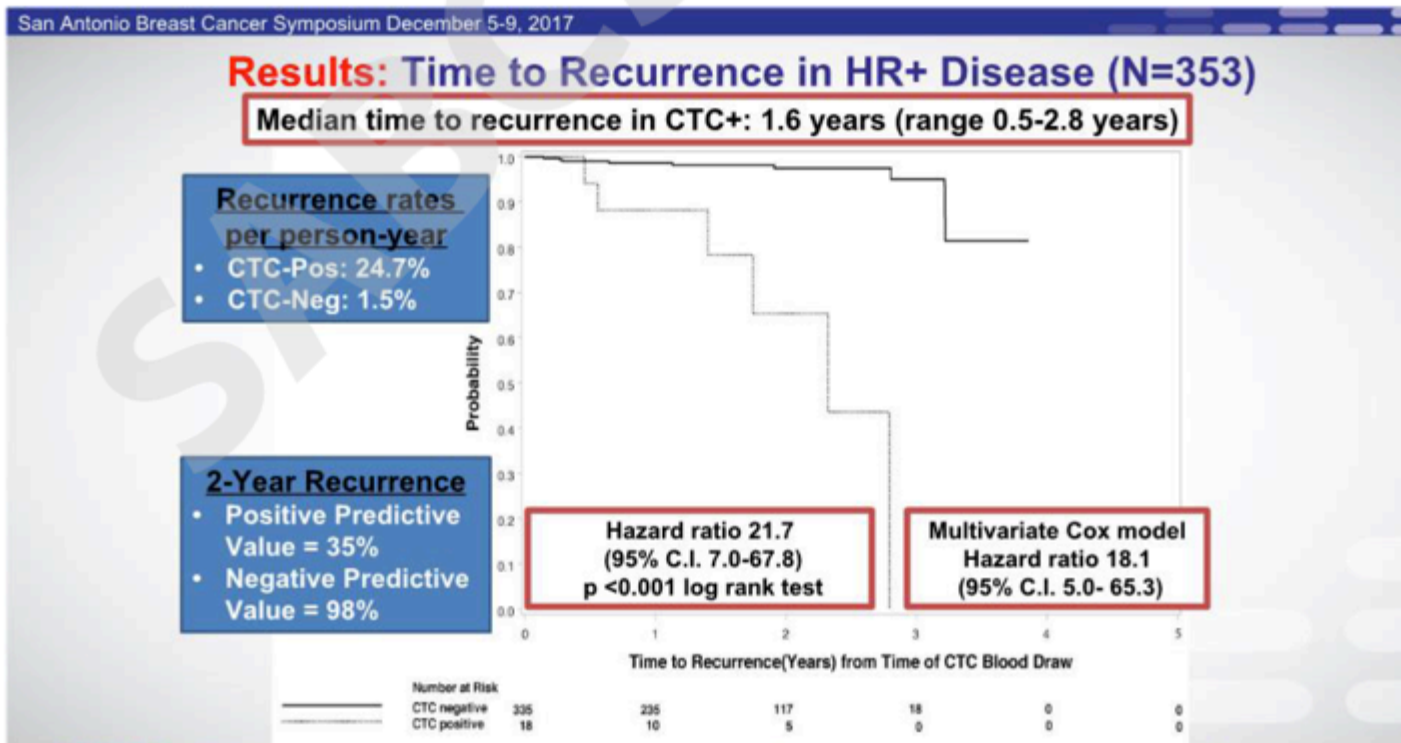 San Antonio Breast Cancer Symposium December 5-9, 2017
Results: Time to Recurrence in HR+ Disease (N=353)
Median time to recurrence in CTC+: 1.6 years (range 0.5-2.8 years)
Recurrence rates
per person-year
• CTC-Pos: 24.7%
• CTC-Neg: 1.5%
2-Year Recurrence
• Positive Predictive
Value = 35%
• Negative Predictive
Value = 98%
Probability
1.0
0.9
0.8
0.7
0.6
0.5
0.4
0.3
0.2
0.1
0.0
Hazard ratio 21.7
(95% C.I. 7.0-67.8)
p <0.001 log rank test
Multivariate Cox model
Hazard ratio 18.1
(95% C.I. 5.0- 65.3)
0 1 2 3 4 5
Time to Recurrence(Years) from Time of CTC Blood Draw
Number at Risk
CTC negative 335 235 117 18 0 0
CTC positive 18 10 5 0 0 0